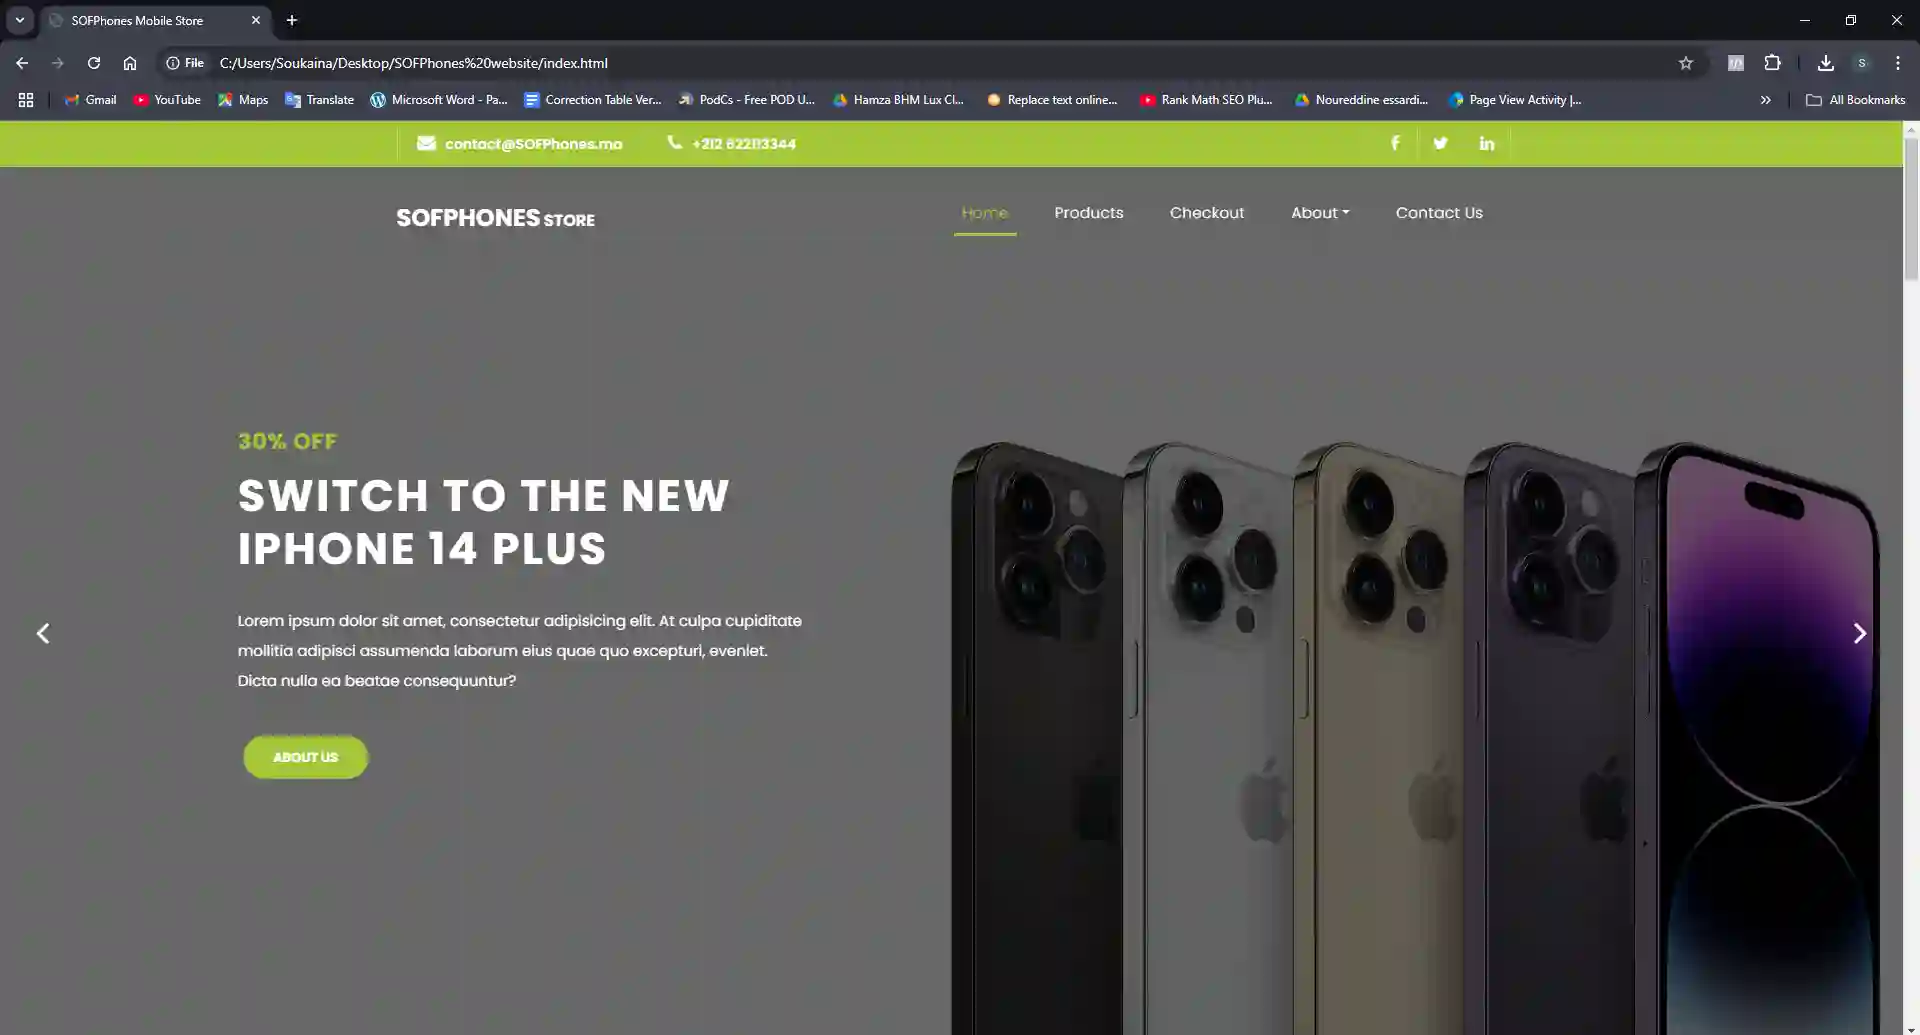 SOFPhones Mobile Store
File C:/Users/Soukaina/Desktop/SOFPhones%20website/index.html
S
Gmail YouTube Maps Translate Microsoft Word - Pa... Correction Table Ver... PodCs - Free POD U... Hamza BHM Lux Cl... Replace text online... Rank Math SEO Plu... Noureddine essardi... Page View Activity |... » All Bookmarks
contact@SOFPhones.ma
SOFPHONES STORE Home Products Checkout About Contact Us
30% OFF
SWITCH TO THE NEW
IPHONE 14 PLUS
Lorem ipsum dolor sit amet, consectetur adipisicing elit. At culpa cupiditate
mollitia adipisci assumenda laborum eius quae quo excepturi, eveniet.
Dicta nulla ea beatae consequuntur?
ABOUT US